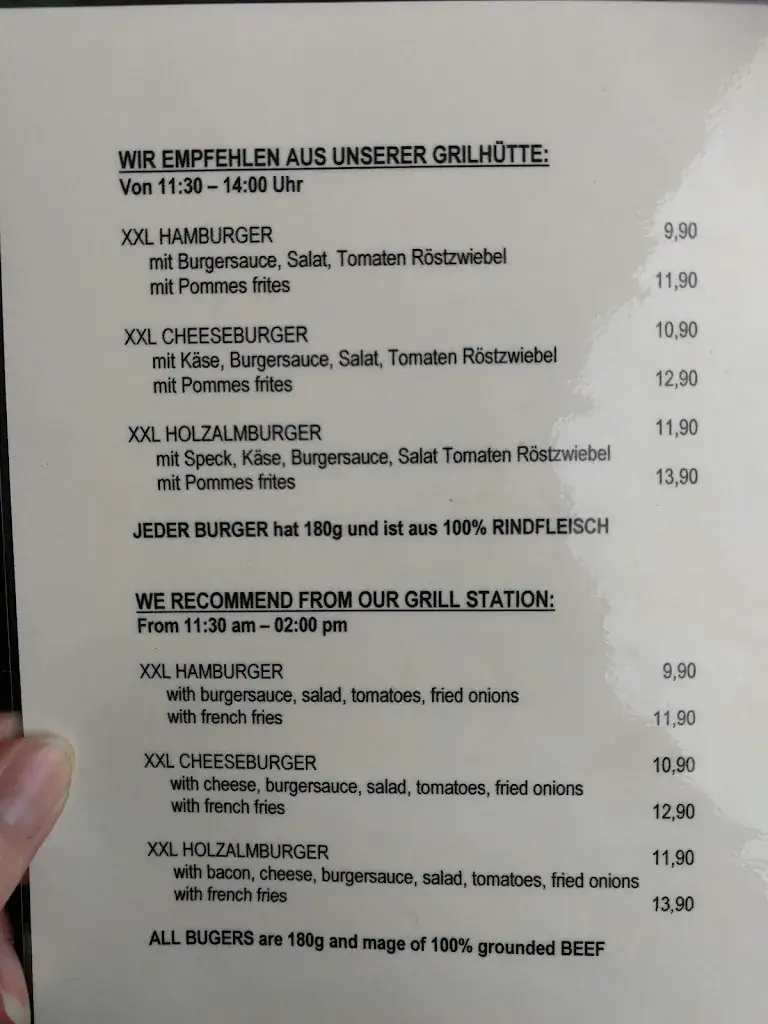 WIR EMPFEHLEN AUS UNSERER GRILHÜTTE:
Von 11:30 – 14:00 Uhr
XXL HAMBURGER 9,90
mit Burgersauce, Salat, Tomaten Röstzwiebel
mit Pommes frites 11,90
XXL CHEESEBURGER 10,90
mit Käse, Burgersauce, Salat, Tomaten Röstzwiebel
mit Pommes frites 12,90
XXL HOLZALMBURGER 11,90
mit Speck, Käse, Burgersauce, Salat Tomaten Röstzwiebel
mit Pommes frites 13,90
JEDER BURGER hat 180g und ist aus 100% RINDFLEISCH
WE RECOMMEND FROM OUR GRILL STATION:
From 11:30 am – 02:00 pm
XXL HAMBURGER 9,90
with burgersauce, salad, tomatoes, fried onions
with french fries 11,90
XXL CHEESEBURGER 10,90
with cheese, burgersauce, salad, tomatoes, fried onions
with french fries 12,90
XXL HOLZALMBURGER 11,90
with bacon, cheese, burgersauce, salad, tomatoes, fried onions
with french fries 13,90
ALL BUGERS are 180g and mage of 100% grounded BEEF